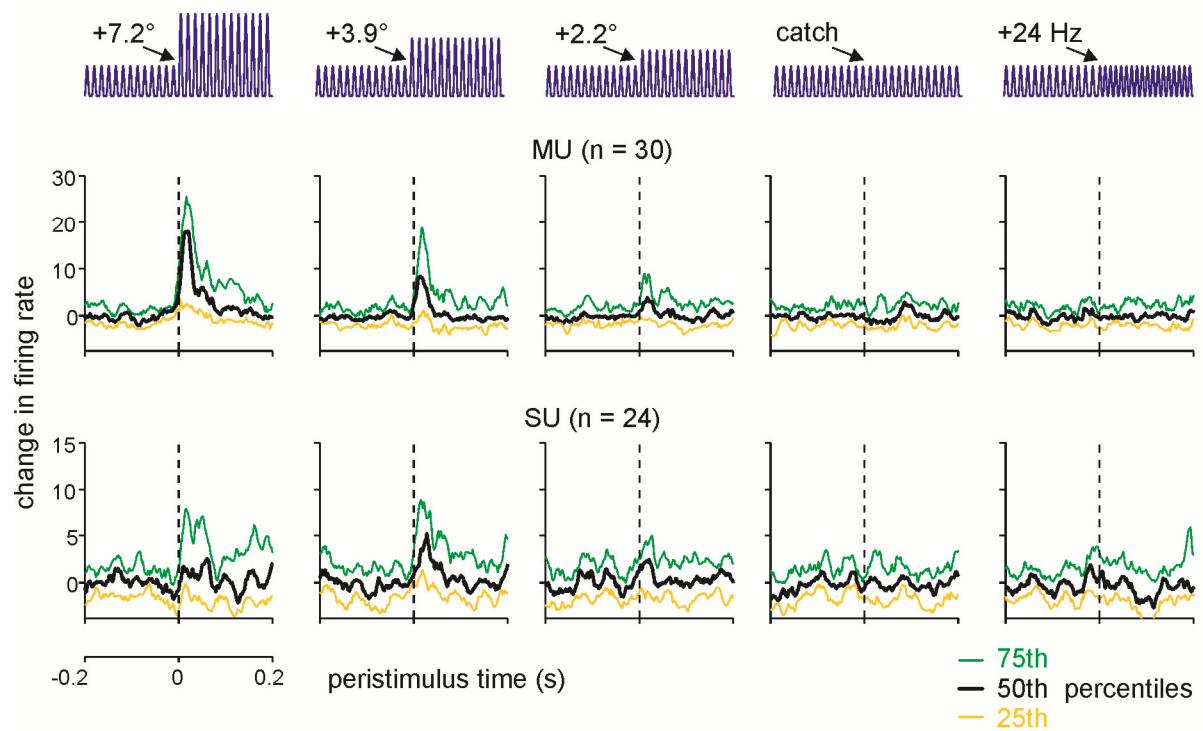 +7.2° +3.9° +2.2° catch +24 Hz
MU (n = 30)
30
20
10
0
change in firing rate
SU (n = 24)
15
10
5
0
-0.2 0 0.2
peristimulus time (s)
75th
50th percentiles
25th